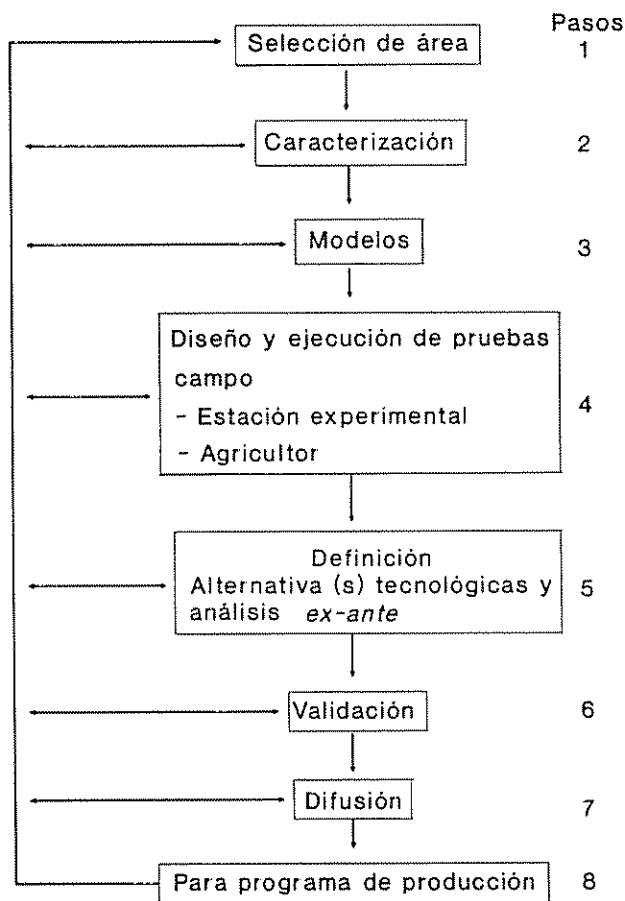 Pasos
Selección de área 1
Caracterización 2
Modelos 3
Diseño y ejecución de pruebas
campo
- Estación experimental
- Agricultor
4
Definición
Alternativa (s) tecnológicas y
análisis ex-ante
5
Validación 6
Difusión 7
Para programa de producción 8